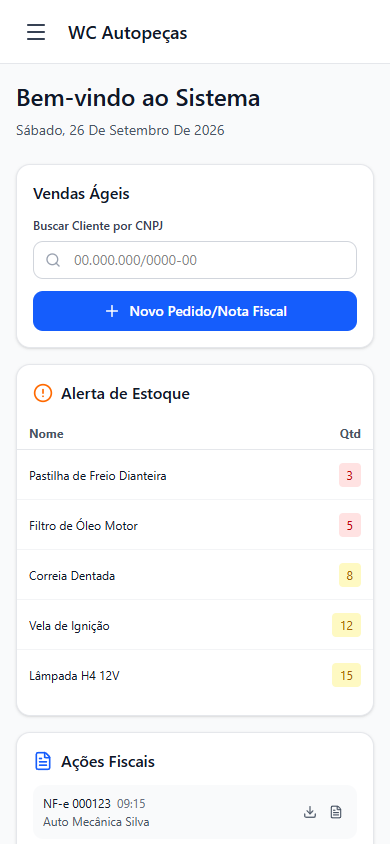 WC Autopeças
Bem-vindo ao Sistema
Sábado, 26 De Setembro De 2026
Vendas Ágeis
Buscar Cliente por CNPJ
00.000.000/0000-00
Novo Pedido/Nota Fiscal
Alerta de Estoque
Nome Qtd
Pastilha de Freio Dianteira 3
Filtro de Óleo Motor 5
Correia Dentada 8
Vela de Ignição 12
Lâmpada H4 12V 15
Ações Fiscais
NF-e 000123 09:15
Auto Mecânica Silva